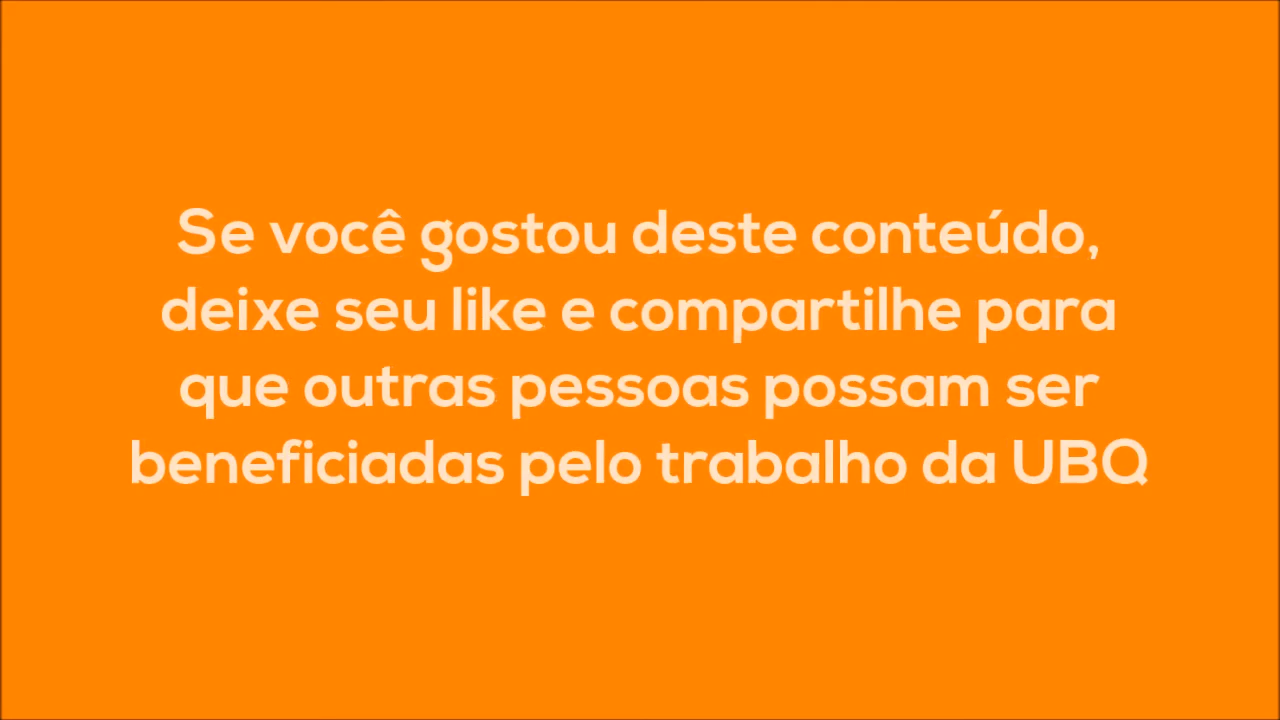 Se você gostou deste conteúdo,
deixe seu like e compartilhe para
que outras pessoas possam ser
beneficiadas pelo trabalho da UBQ